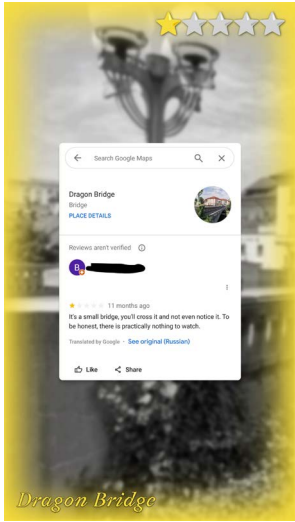 Search Google Maps
Dragon Bridge
Bridge
PLACE DETAILS
Reviews aren't verified
B
11 months ago
It's a small bridge, you'll cross it and not even notice it. To
be honest, there is practically nothing to watch.
Translated by Google • See original (Russian)
Like Share
Dragon Bridge